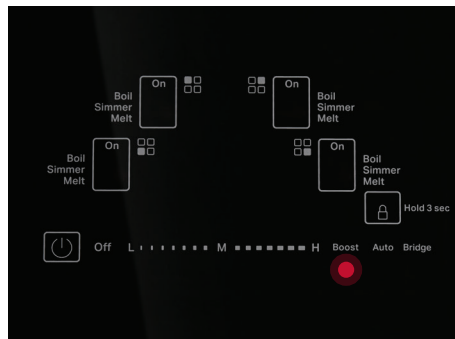 On
Boil
Simmer
Melt
On
Boil
Simmer
Melt
On
Boil
Simmer
Melt
On
Boil
Simmer
Melt
Hold 3 sec
Off L M H Boost Auto Bridge